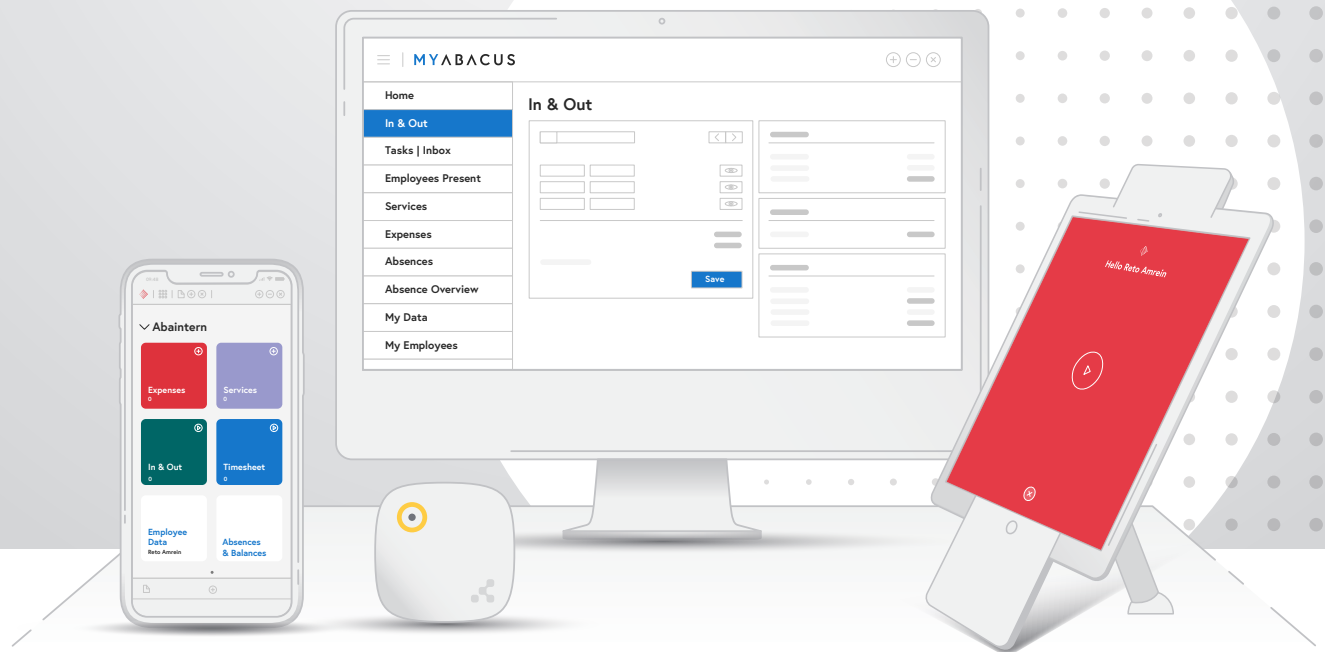 MYABACUS
Home
In & Out
Tasks | Inbox
Employees Present
Services
Expenses
Absences
Absence Overview
My Data
My Employees
In & Out
Save
Abaintern
Expenses
0
Services
0
In & Out
0
Timesheet
0
Employee
Data
Reto Amrein
Absences
& Balances
Hello Reto Amrein